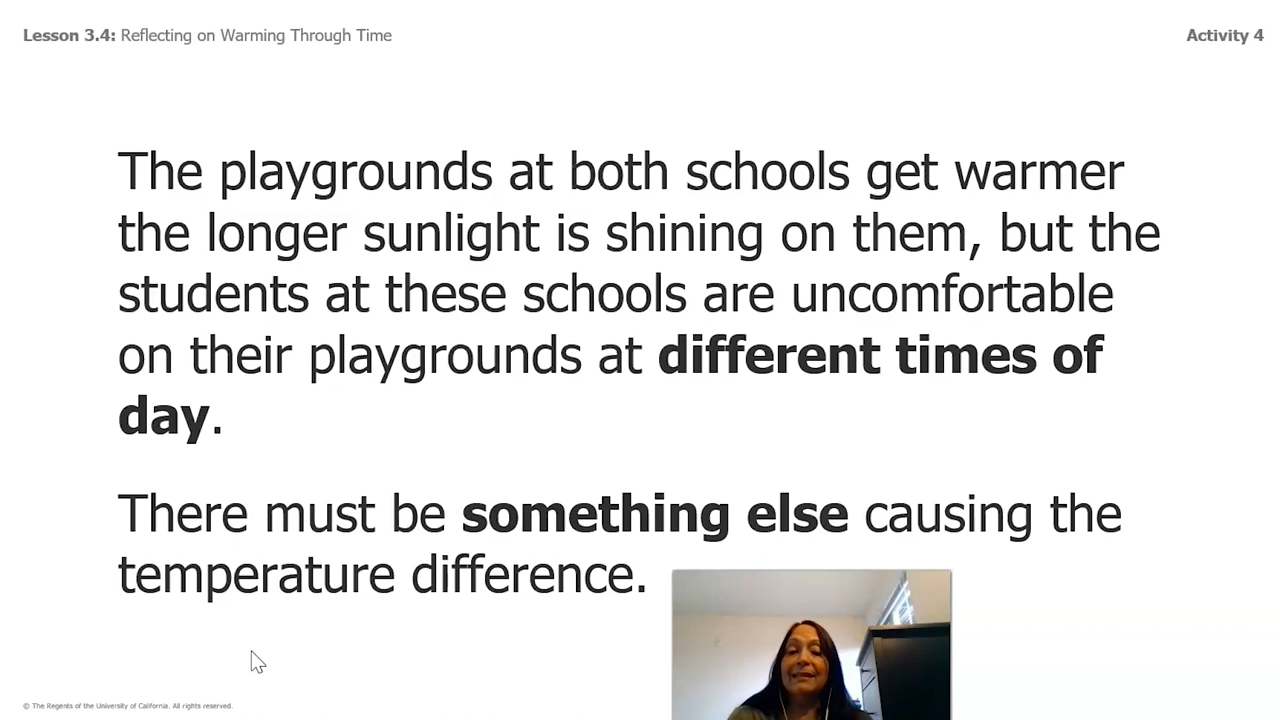 Lesson 3.4: Reflecting on Warming Through Time
Activity 4
The playgrounds at both schools get warmer
the longer sunlight is shining on them, but the
students at these schools are uncomfortable
on their playgrounds at different times of
day.
There must be something else causing the
temperature difference.
© The Regents of the University of California. All rights reserved.